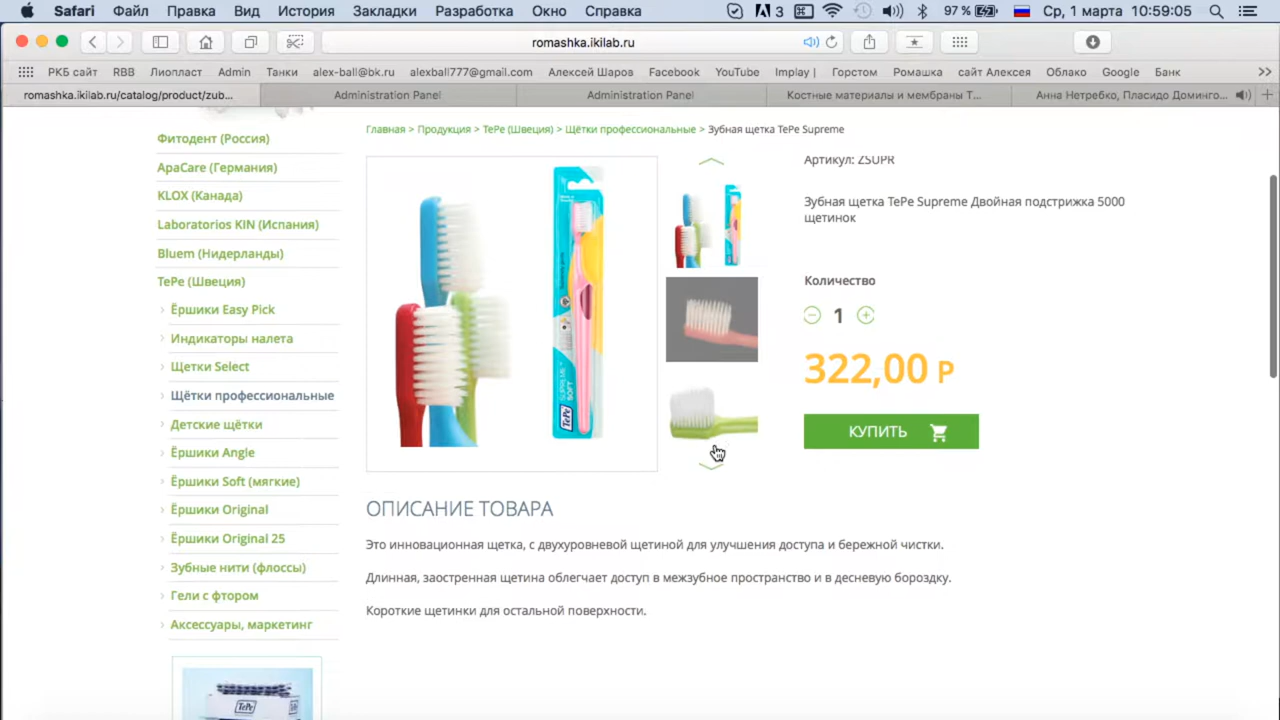 Safari Файл Правка Вид История Закладки Разработка Окно Справка 3 97 % Ср, 1 марта 10:59:05
romashka.ikilab.ru
РКБ сайт RBB Лиопласт Admin Танки alex-ball@bk.ru alexball777@gmail.com Алексей Шаров Facebook YouTube Implay | Горстом Ромашка сайт Алексея Облако Google Банк >>
romashka.ikilab.ru/catalog/product/zub... Administration Panel Administration Panel Костные материалы и мембраны Т... Анна Нетребко, Пласидо Доминго...
Главная > Продукция > TePe (Швеция) > Щётки профессиональные > Зубная щетка TePe Supreme
Фитодент (Россия)
ApaCare (Германия)
KLOX (Канада)
Laboratorios KIN (Испания)
Bluem (Нидерланды)
TePe (Швеция)
Ёршики Easy Pick
Индикаторы налета
Щетки Select
Щётки профессиональные
Детские щётки
Ёршики Angle
Ёршики Soft (мягкие)
Ёршики Original
Ёршики Original 25
Зубные нити (флоссы)
Гели с фтором
Аксессуары, маркетинг
TePe
SUPREME SOFT
TePe
Артикул: ZSUPR
Зубная щетка TePe Supreme Двойная подстрижка 5000
щетинок
Количество
1
322,00 Р
КУПИТЬ
ОПИСАНИЕ ТОВАРА
Это инновационная щетка, с двухуровневой щетиной для улучшения доступа и бережной чистки.
Длинная, заостренная щетина облегчает доступ в межзубное пространство и в десневую бороздку.
Короткие щетинки для остальной поверхности.